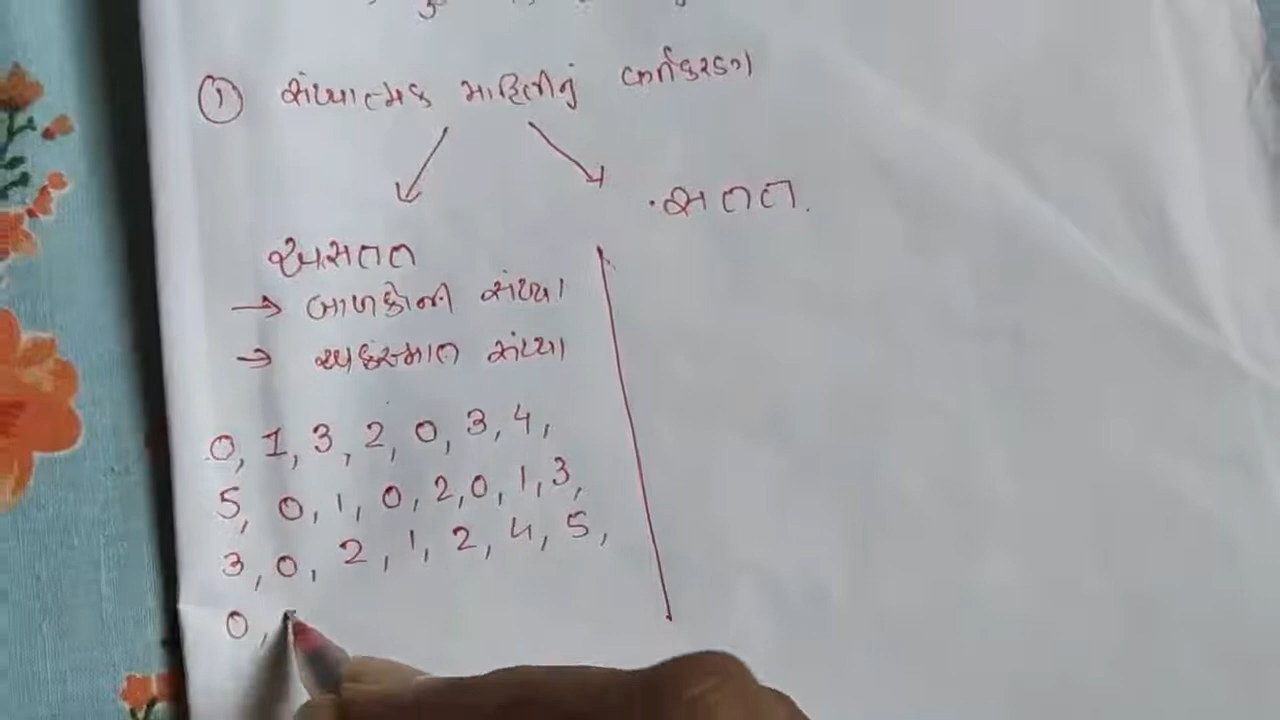 ① સંખ્યાત્મક માહિતીનું વર્ગીકરણ
અસતત
· સતત.
→ બાળકોની સંખ્યા
→ અકસ્માત સંખ્યા
0, 1, 3, 2, 0, 3, 4,
5, 0, 1, 0, 2, 0, 1, 3,
3, 0, 2, 1, 2, 4, 5,
0,